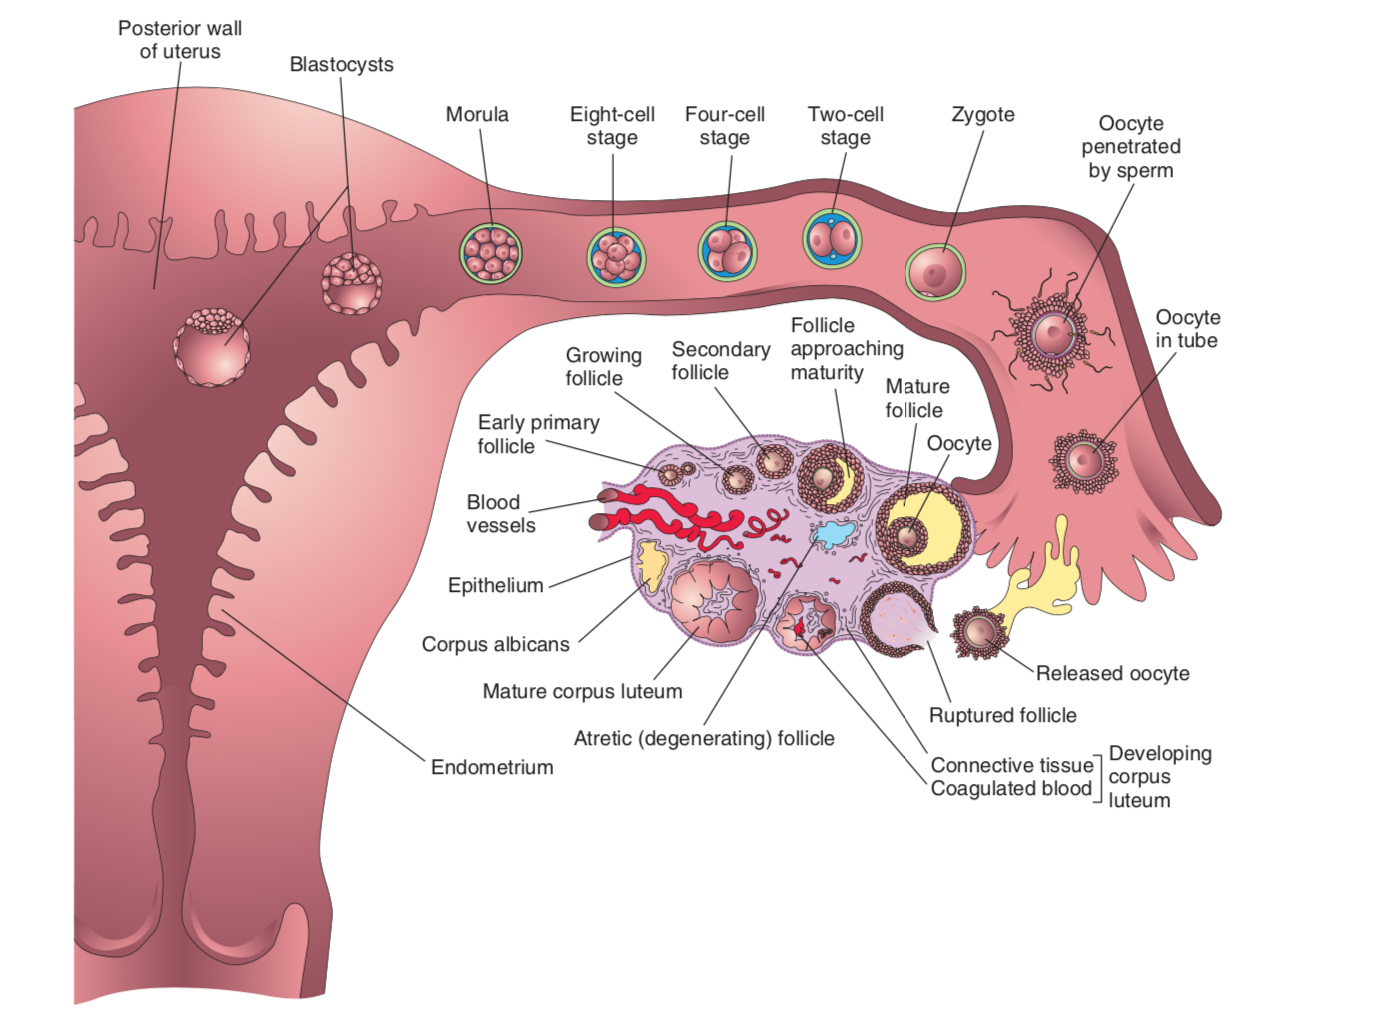 Posterior wall
of uterus
Blastocysts
Morula
Eight-cell
stage
Four-cell
stage
Two-cell
stage
Zygote
Oocyte
penetrated
by sperm
Oocyte
in tube
Growing
follicle
Secondary
follicle
Follicle
approaching
maturity
Mature
follicle
Oocyte
Early primary
follicle
Blood
vessels
Epithelium
Corpus albicans
Mature corpus luteum
Atretic (degenerating) follicle
Endometrium
Released oocyte
Ruptured follicle
Connective tissue
Coagulated blood
Developing
corpus
luteum